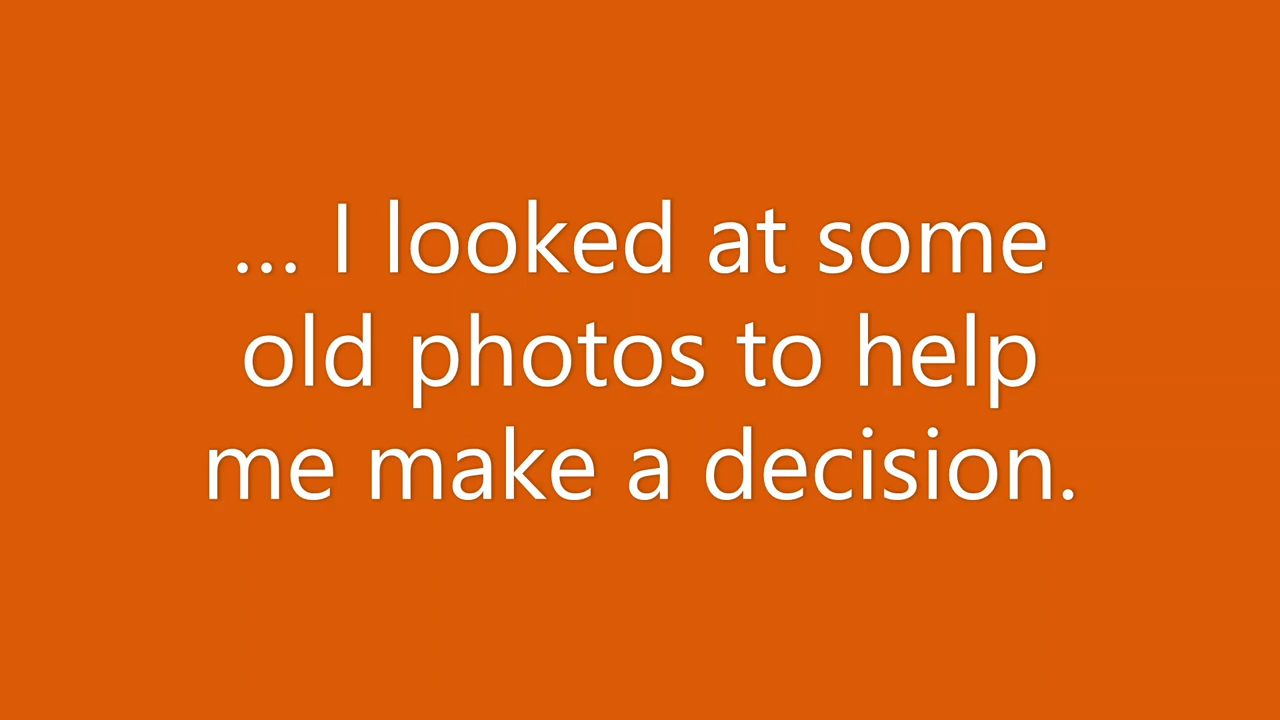 ... I looked at some
old photos to help
me make a decision.